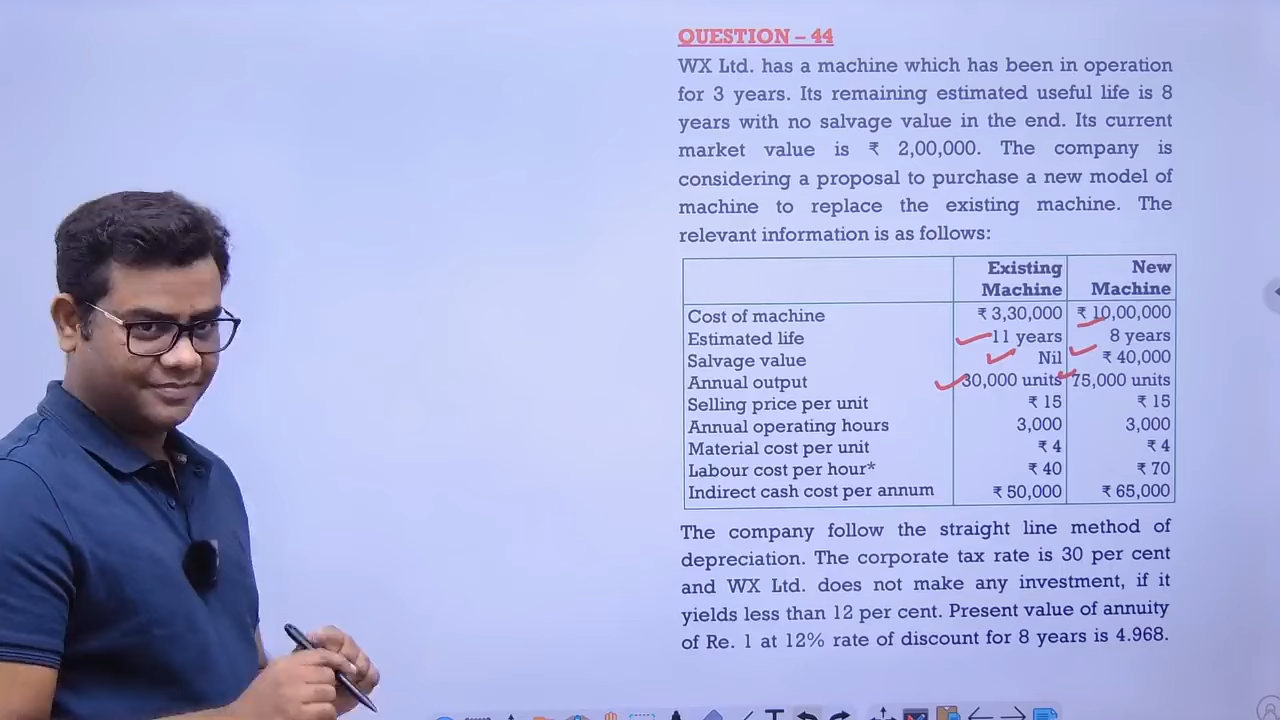 QUESTION – 44
WX Ltd. has a machine which has been in operation
for 3 years. Its remaining estimated useful life is 8
years with no salvage value in the end. Its current
market value is ₹ 2,00,000. The company is
considering a proposal to purchase a new model of
machine to replace the existing machine. The
relevant information is as follows:
Existing Machine New Machine
Cost of machine ₹ 3,30,000 ₹ 10,00,000
Estimated life 11 years 8 years
Salvage value Nil ₹ 40,000
Annual output 30,000 units 75,000 units
Selling price per unit ₹ 15 ₹ 15
Annual operating hours 3,000 3,000
Material cost per unit ₹ 4 ₹ 4
Labour cost per hour* ₹ 40 ₹ 70
Indirect cash cost per annum ₹ 50,000 ₹ 65,000
The company follow the straight line method of
depreciation. The corporate tax rate is 30 per cent
and WX Ltd. does not make any investment, if it
yields less than 12 per cent. Present value of annuity
of Re. 1 at 12% rate of discount for 8 years is 4.968.